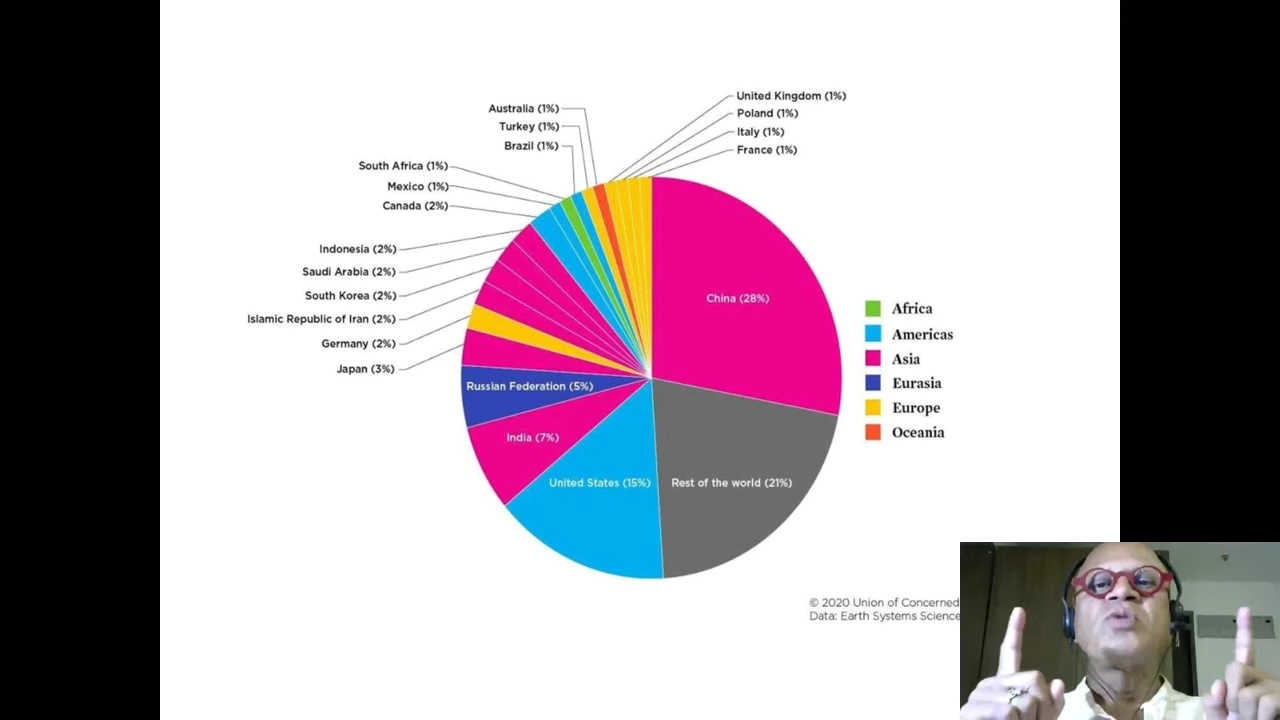 United Kingdom (1%)
Poland (1%)
Italy (1%)
France (1%)
Australia (1%)
Turkey (1%)
Brazil (1%)
South Africa (1%)
Mexico (1%)
Canada (2%)
Indonesia (2%)
Saudi Arabia (2%)
South Korea (2%)
Islamic Republic of Iran (2%)
Germany (2%)
Japan (3%)
Russian Federation (5%)
India (7%)
United States (15%)
Rest of the world (21%)
China (28%)
Africa
Americas
Asia
Eurasia
Europe
Oceania
© 2020 Union of Concerned
Data: Earth Systems Science